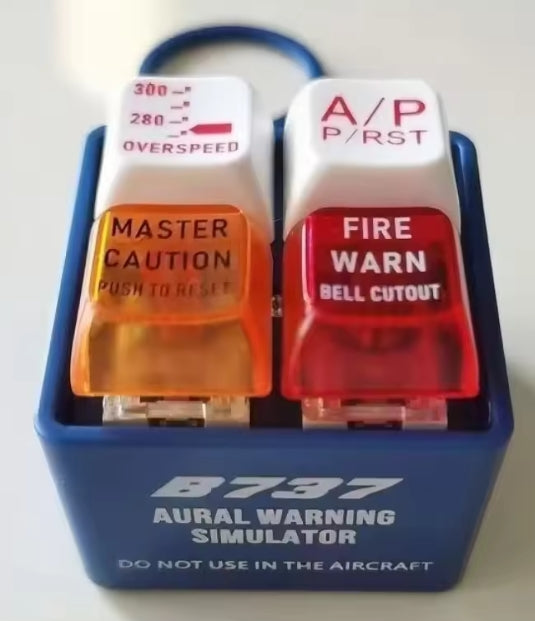 300
280
OVERSPEED
A/P
P/RST
MASTER
CAUTION
PUSH TO RESET
FIRE
WARN
BELL CUTOUT
B737
AURAL WARNING
SIMULATOR
DO NOT USE IN THE AIRCRAFT